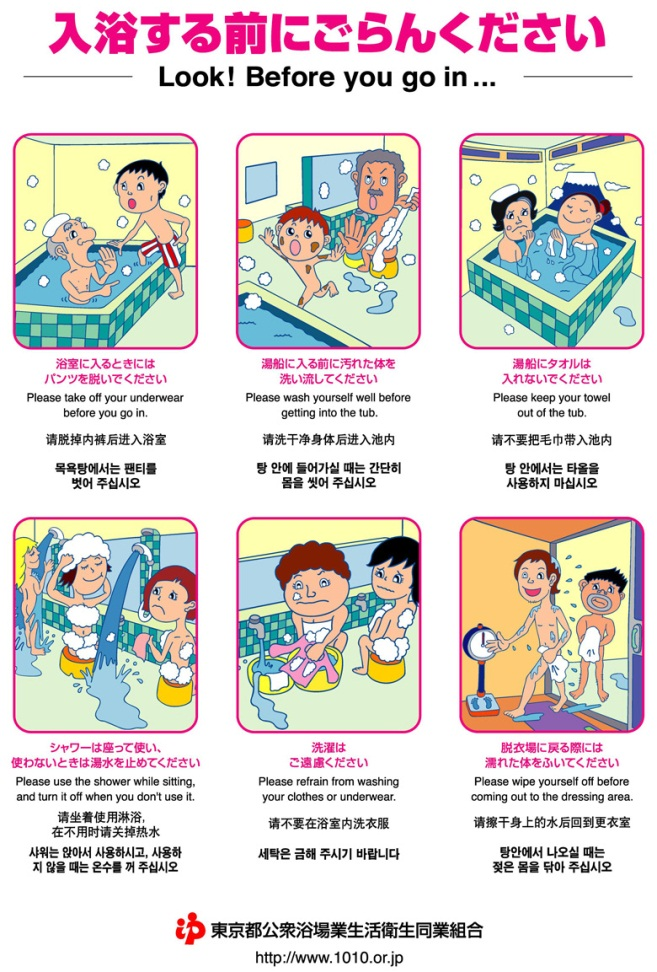 入浴する前にごらんください
Look! Before you go in ...
浴室に入るときには
パンツを脱いでください
Please take off your underwear
before you go in.
请脱掉内裤后进入浴室
목욕탕에서는 팬티를
벗어 주십시오
湯船に入る前に汚れた体を
洗い流してください
Please wash yourself well before
getting into the tub.
请洗干净身体后进入池内
탕 안에 들어가실 때는 간단히
몸을 씻어 주십시오
湯船にタオルは
入れないでください
Please keep your towel
out of the tub.
请不要把毛巾带入池内
탕 안에서는 타올을
사용하지 마십시오
シャワーは座って使い、
使わないときは湯水を止めてください
Please use the shower while sitting,
and turn it off when you don't use it.
请坐着使用淋浴,
在不用时请关掉热水
샤워는 앉아서 사용하시고, 사용하
지 않을 때는 온수를 꺼 주십시오
洗濯は
ご遠慮ください
Please refrain from washing
your clothes or underwear.
请不要在浴室内洗衣服
세탁은 금해 주시기 바랍니다
脱衣場に戻る際には
濡れた体をふいてください
Please wipe yourself off before
coming out to the dressing area.
请擦干身上的水后回到更衣室
탕안에서 나오실 때는
젖은 몸을 닦아 주십시오
東京都公衆浴場業生活衛生同業組合
http://www.1010.or.jp